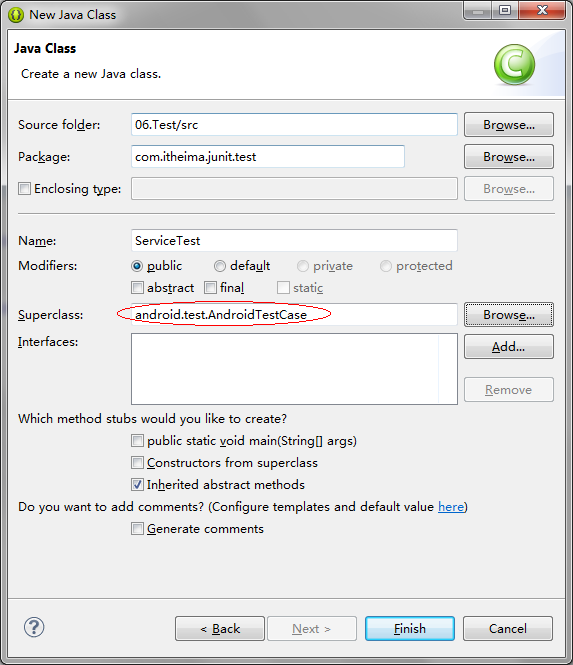 New Java Class
Java Class
Create a new Java class.
Source folder: 06.Test/src Browse...
Package: com.itheima.junit.test Browse...
Enclosing type: Browse...
Name: ServiceTest
Modifiers: public default private protected
abstract final static
Superclass: android.test.AndroidTestCase Browse...
Interfaces: Add...
Remove
Which method stubs would you like to create?
public static void main(String[] args)
Constructors from superclass
Inherited abstract methods
Do you want to add comments? (Configure templates and default value here)
Generate comments
? < Back Next > Finish Cancel